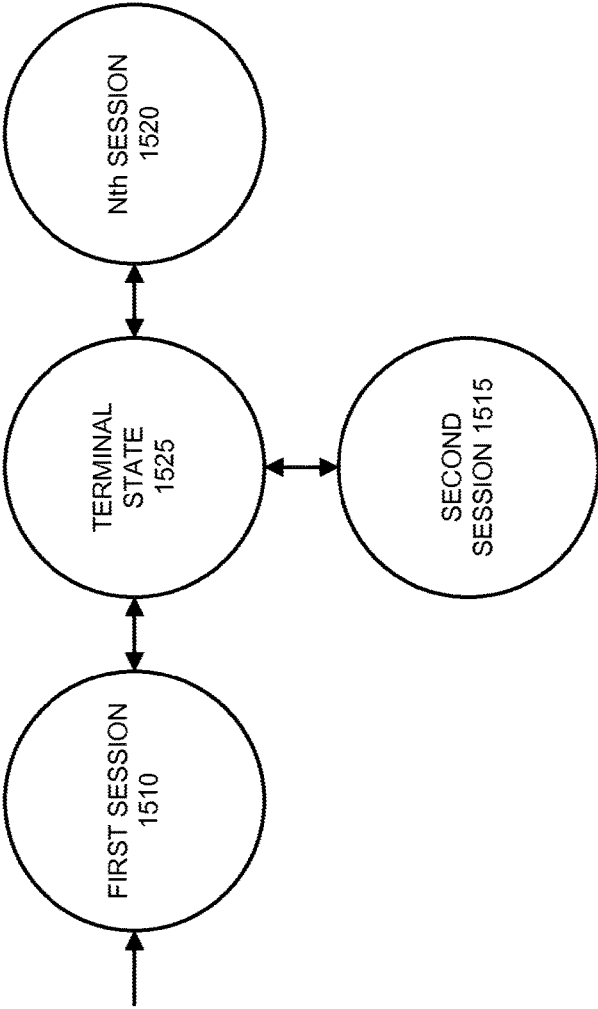 FIRST SESSION
1510
TERMINAL
STATE
1525
Nth SESSION
1520
SECOND
SESSION 1515